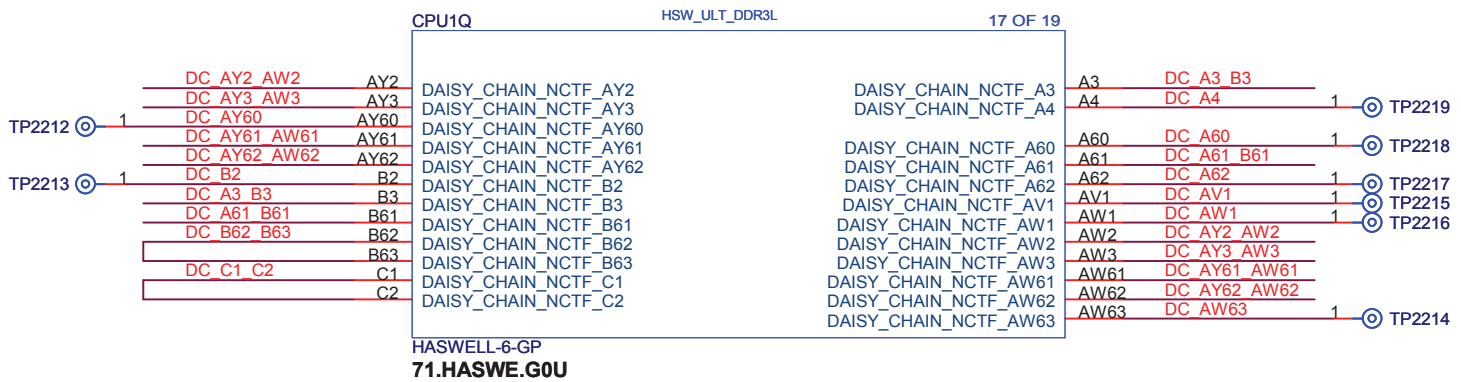 CPU1Q HSW_ULT_DDR3L 17 OF 19
DC_AY2_AW2 AY2 DAISY_CHAIN_NCTF_AY2
DC_AY3_AW3 AY3 DAISY_CHAIN_NCTF_AY3
TP2212 1 DC_AY60 AY60 DAISY_CHAIN_NCTF_AY60
DC_AY61_AW61 AY61 DAISY_CHAIN_NCTF_AY61
DC_AY62_AW62 AY62 DAISY_CHAIN_NCTF_AY62
TP2213 1 DC_B2 B2 DAISY_CHAIN_NCTF_B2
DC_A3_B3 B3 DAISY_CHAIN_NCTF_B3
DC_A61_B61 B61 DAISY_CHAIN_NCTF_B61
DC_B62_B63 B62 DAISY_CHAIN_NCTF_B62
B63 DAISY_CHAIN_NCTF_B63
DC_C1_C2 C1 DAISY_CHAIN_NCTF_C1
C2 DAISY_CHAIN_NCTF_C2
DAISY_CHAIN_NCTF_A3 A3 DC_A3_B3
DAISY_CHAIN_NCTF_A4 A4 DC_A4 1 TP2219
DAISY_CHAIN_NCTF_A60 A60 DC_A60 1 TP2218
DAISY_CHAIN_NCTF_A61 A61 DC_A61_B61
DAISY_CHAIN_NCTF_A62 A62 DC_A62 1 TP2217
DAISY_CHAIN_NCTF_AV1 AV1 DC_AV1 1 TP2215
DAISY_CHAIN_NCTF_AW1 AW1 DC_AW1 1 TP2216
DAISY_CHAIN_NCTF_AW2 AW2 DC_AY2_AW2
DAISY_CHAIN_NCTF_AW3 AW3 DC_AY3_AW3
DAISY_CHAIN_NCTF_AW61 AW61 DC_AY61_AW61
DAISY_CHAIN_NCTF_AW62 AW62 DC_AY62_AW62
DAISY_CHAIN_NCTF_AW63 AW63 DC_AW63 1 TP2214
HASWELL-6-GP
71.HASWE.G0U